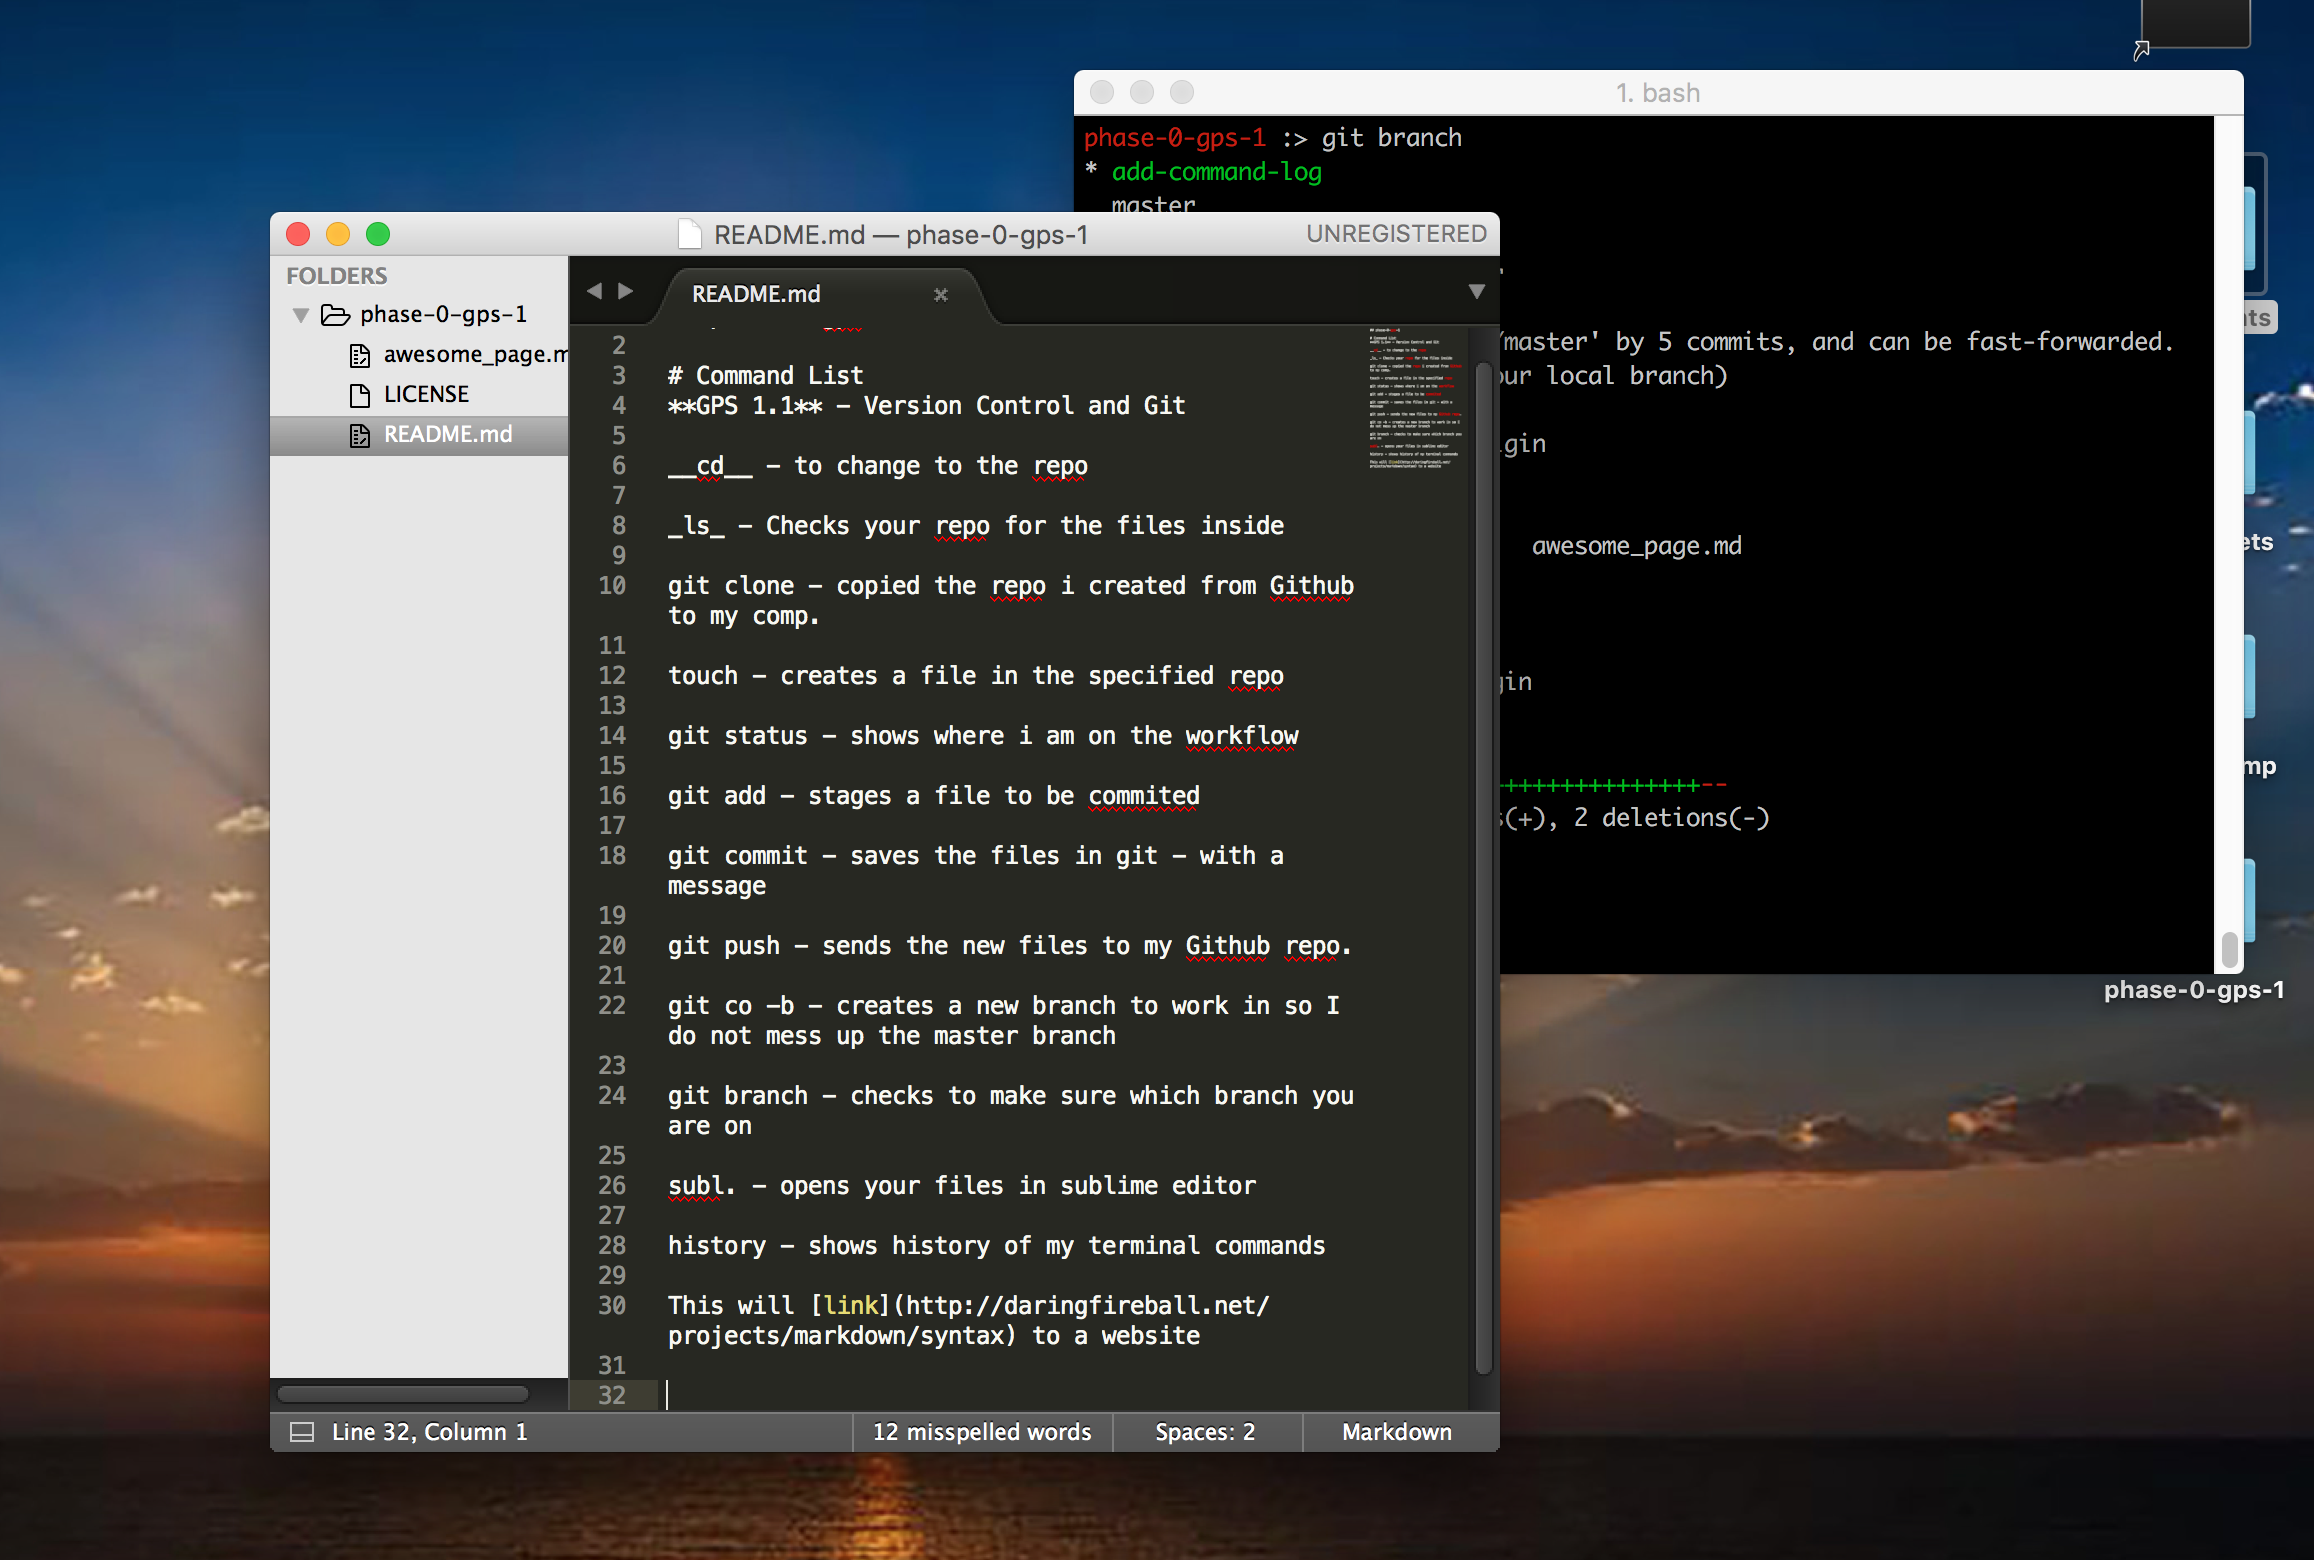 1. bash
phase-0-gps-1 :> git branch
* add-command-log
master
/master' by 5 commits, and can be fast-forwarded.
our local branch)
gin
awesome_page.md
gin
+++++++++++++++--
s(+), 2 deletions(-)
README.md — phase-0-gps-1
UNREGISTERED
FOLDERS
phase-0-gps-1
awesome_page.m
LICENSE
README.md
README.md
2
3 # Command List
4 **GPS 1.1** - Version Control and Git
5
6 __cd__ - to change to the repo
7
8 _ls_ - Checks your repo for the files inside
9
10 git clone - copied the repo i created from Github
to my comp.
11
12 touch - creates a file in the specified repo
13
14 git status - shows where i am on the workflow
15
16 git add - stages a file to be commited
17
18 git commit - saves the files in git - with a
message
19
20 git push - sends the new files to my Github repo.
21
22 git co -b - creates a new branch to work in so I
do not mess up the master branch
23
24 git branch - checks to make sure which branch you
are on
25
26 subl. - opens your files in sublime editor
27
28 history - shows history of my terminal commands
29
30 This will [link](http://daringfireball.net/
projects/markdown/syntax) to a website
31
32
Line 32, Column 1
12 misspelled words
Spaces: 2
Markdown
nts
ets
mp
phase-0-gps-1